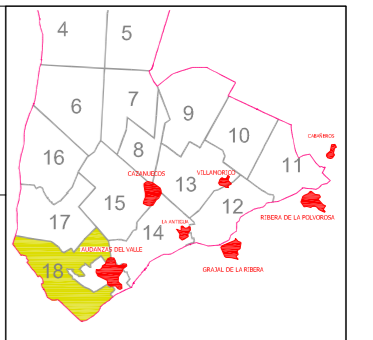 4
5
6
7
9
10
CABAÑEROS
8
16
11
CAZANUECOS
VILLAMORICO
13
15
12
RIBERA DE LA POLVOROSA
17
LA ANTIGUA
14
AUDANZAS DEL VALLE
GRAJAL DE LA RIBERA
18